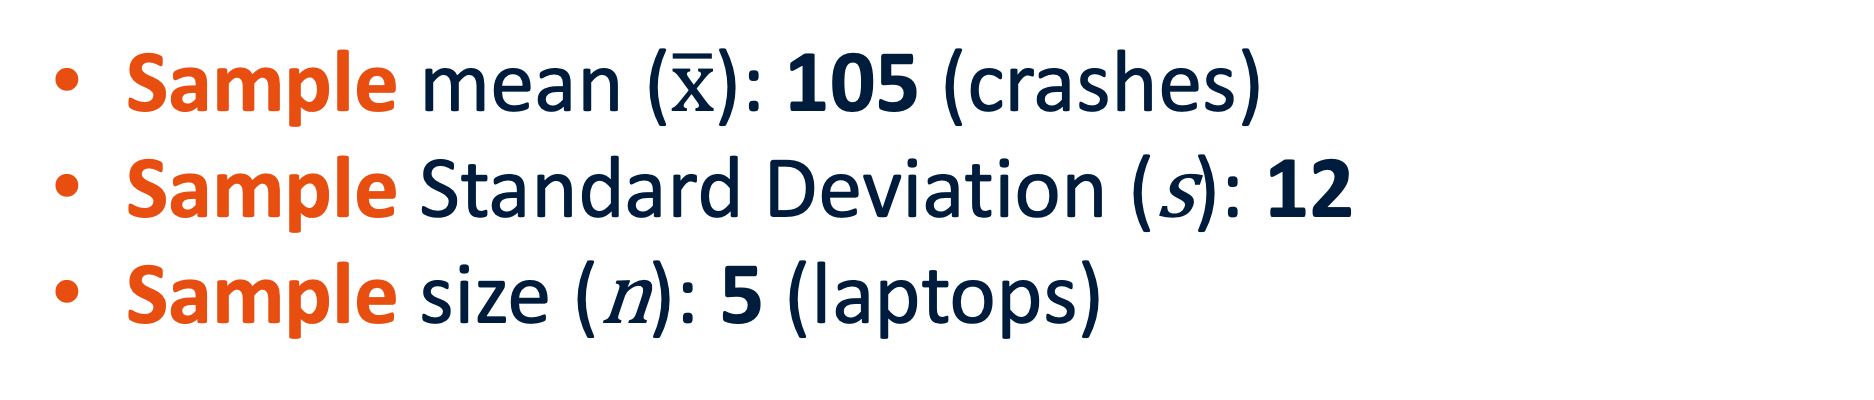 • Sample mean (x̅): 105 (crashes)
• Sample Standard Deviation (s): 12
• Sample size (n): 5 (laptops)